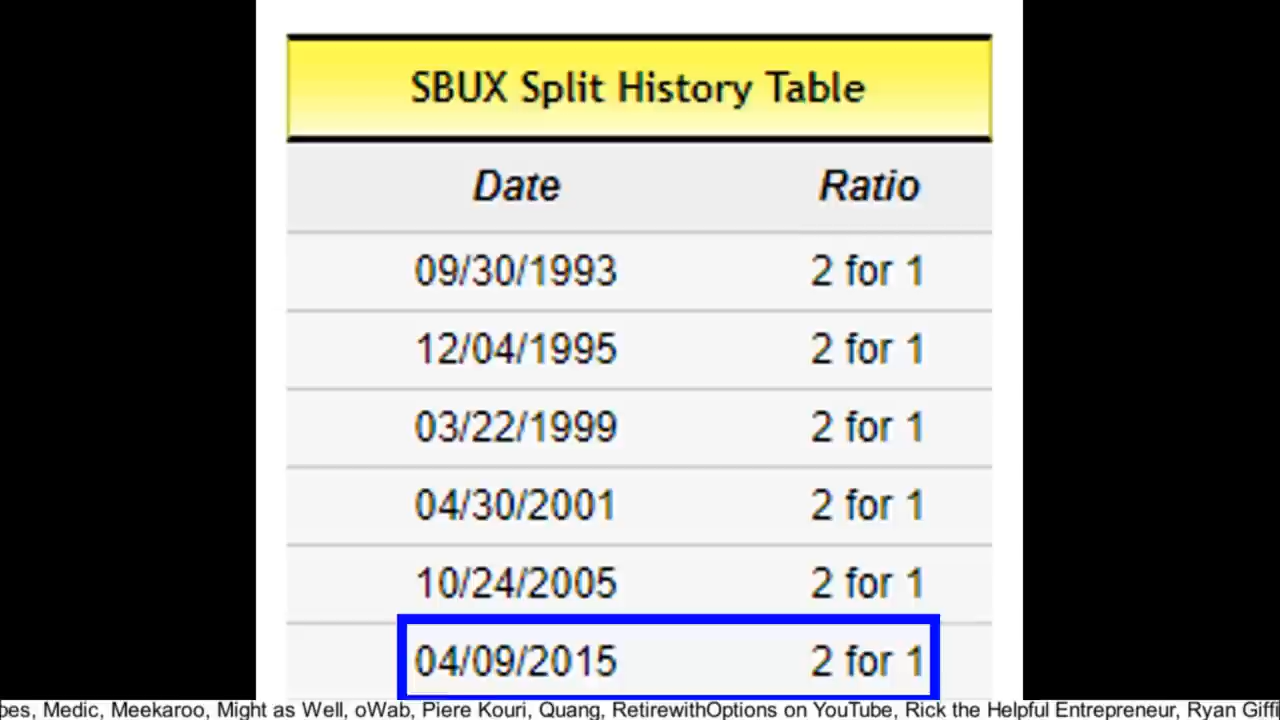 SBUX Split History Table
Date Ratio
09/30/1993 2 for 1
12/04/1995 2 for 1
03/22/1999 2 for 1
04/30/2001 2 for 1
10/24/2005 2 for 1
04/09/2015 2 for 1
Medic, Meekaroo, Might as Well, oWab, Piere Kouri, Quang, RetirewithOptions on YouTube, Rick the Helpful Entrepreneur, Ryan